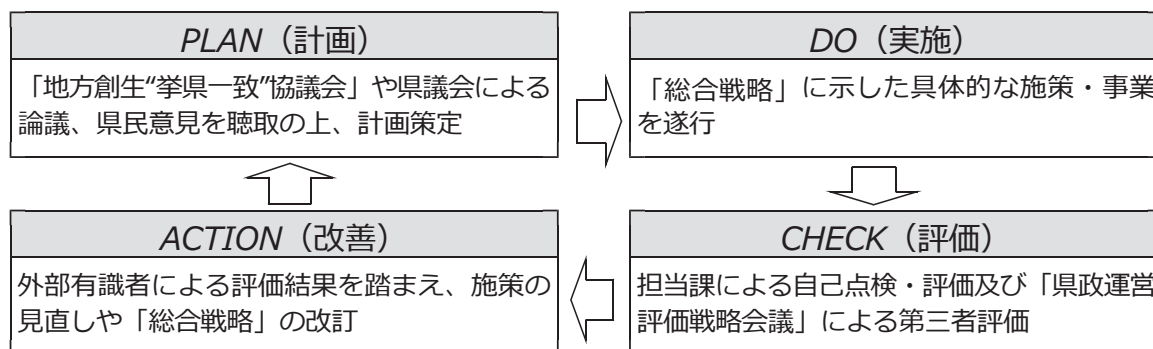 PLAN（計画）
「地方創生“挙県一致”協議会」や県議会による
論議、県民意見を聴取の上、計画策定
DO（実施）
「総合戦略」に示した具体的な施策・事業
を遂行
ACTION（改善）
外部有識者による評価結果を踏まえ、施策の
見直しや「総合戦略」の改訂
CHECK（評価）
担当課による自己点検・評価及び「県政運営
評価戦略会議」による第三者評価